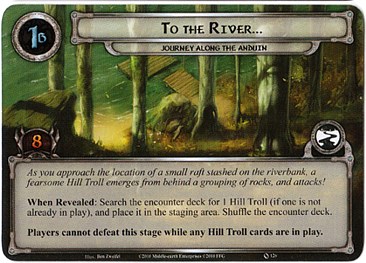 1B
TO THE RIVER...
JOURNEY ALONG THE ANDUIN
8
As you approach the location of a small raft stashed on the riverbank, a
fearsome Hill Troll emerges from behind a grouping of rocks, and attacks!
When Revealed: Search the encounter deck for 1 Hill Troll (if one is
not already in play), and place it in the staging area. Shuffle the encounter deck.
Players cannot defeat this stage while any Hill Troll cards are in play.
Illus. Ben Zweifel ©2010 Middle-earth Enterprises ©2010 FFG